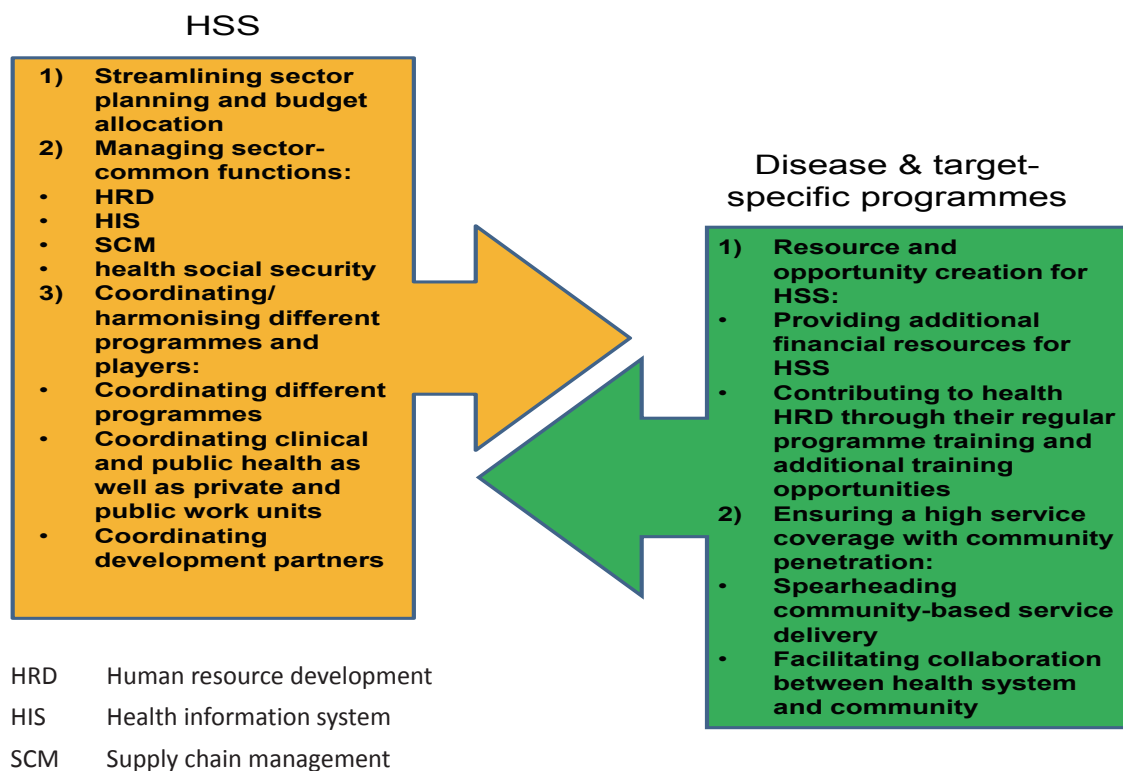 HSS
1) Streamlining sector
planning and budget
allocation
2) Managing sector-
common functions:
• HRD
• HIS
• SCM
• health social security
3) Coordinating/
harmonising different
programmes and
players:
• Coordinating different
programmes
• Coordinating clinical
and public health as
well as private and
public work units
• Coordinating
development partners
Disease & target-
specific programmes
1) Resource and
opportunity creation for
HSS:
• Providing additional
financial resources for
HSS
• Contributing to health
HRD through their regular
programme training and
additional training
opportunities
2) Ensuring a high service
coverage with community
penetration:
• Spearheading
community-based service
delivery
• Facilitating collaboration
between health system
and community
HRD Human resource development
HIS Health information system
SCM Supply chain management